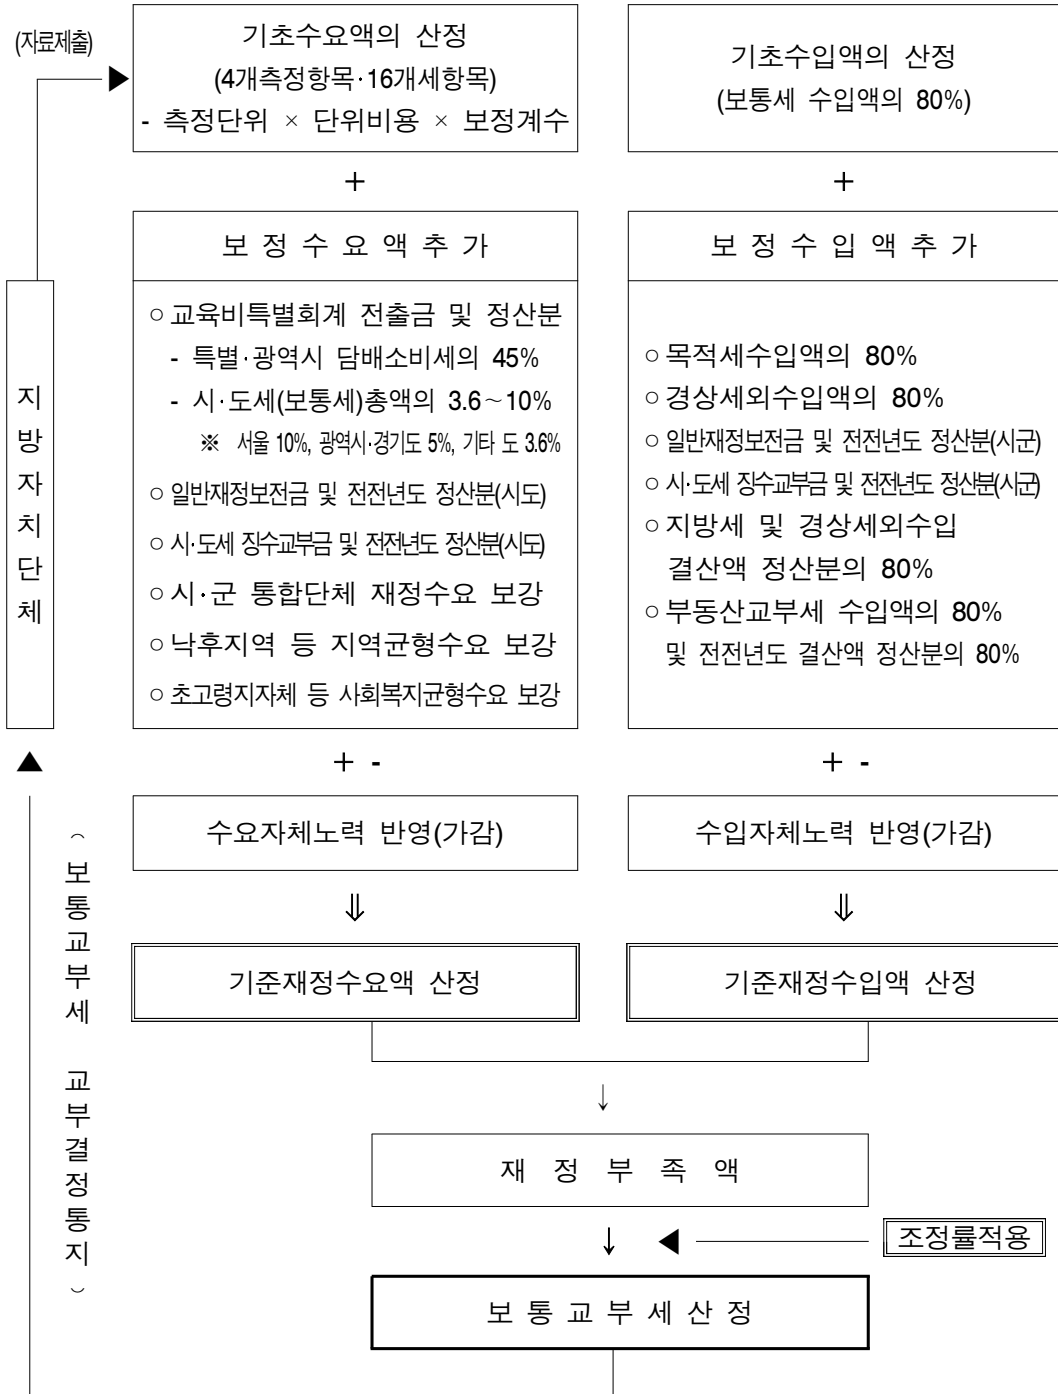 (자료제출)
기초수요액의 산정
(4개측정항목·16개세항목)
- 측정단위 × 단위비용 × 보정계수
기초수입액의 산정
(보통세 수입액의 80%)
+
+
보 정 수 요 액 추 가
○ 교육비특별회계 전출금 및 정산분
- 특별·광역시 담배소비세의 45%
- 시·도세(보통세)총액의 3.6~10%
※ 서울 10%, 광역시·경기도 5%, 기타 도 3.6%
○ 일반재정보전금 및 전전년도 정산분(시도)
○ 시·도세 징수교부금 및 전전년도 정산분(시도)
○ 시·군 통합단체 재정수요 보강
○ 낙후지역 등 지역균형수요 보강
○ 초고령지자체 등 사회복지균형수요 보강
보 정 수 입 액 추 가
○ 목적세수입액의 80%
○ 경상세외수입액의 80%
○ 일반재정보전금 및 전전년도 정산분(시군)
○ 시·도세 징수교부금 및 전전년도 정산분(시군)
○ 지방세 및 경상세외수입
결산액 정산분의 80%
○ 부동산교부세 수입액의 80%
및 전전년도 결산액 정산분의 80%
지방자치단체
+ -
+ -
수요자체노력 반영(가감)
수입자체노력 반영(가감)
⇓
⇓
기준재정수요액 산정
기준재정수입액 산정
(보통교부세 교부결정통지)
↓
재 정 부 족 액
↓
조정률적용
보 통 교 부 세 산 정